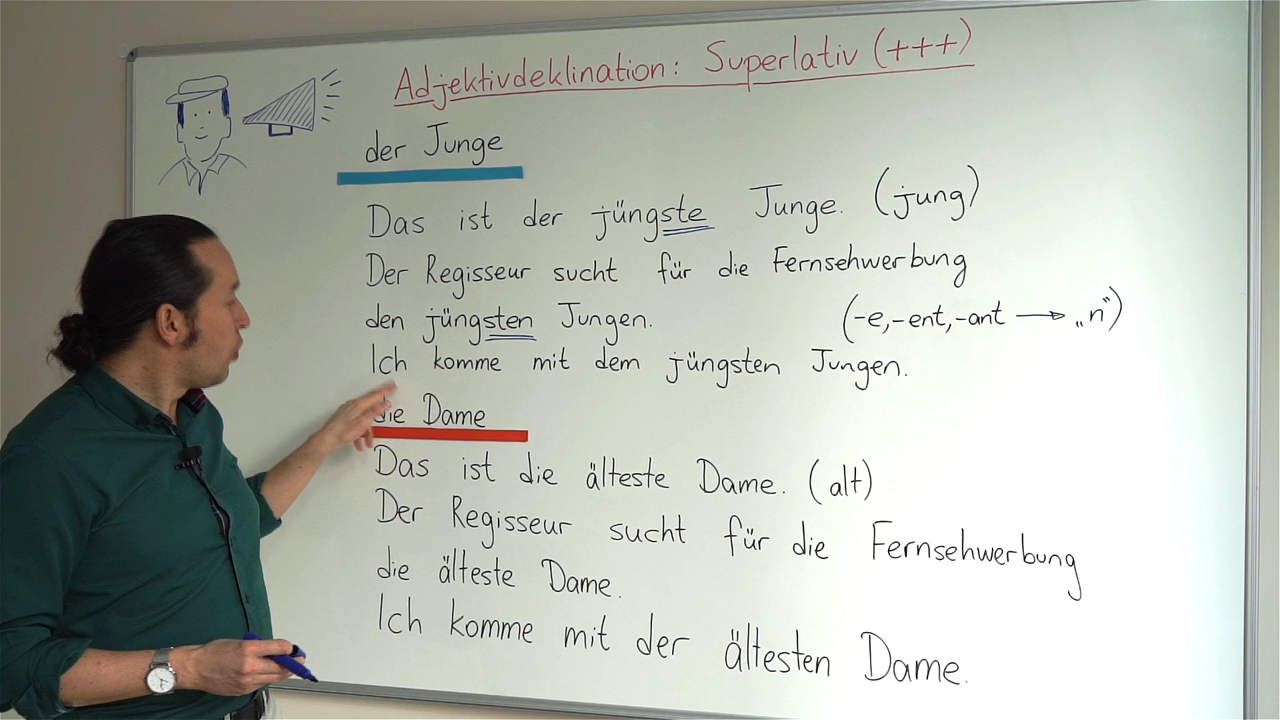 Adjektivdeklination: Superlativ (+++)
der Junge
Das ist der jüngste Junge. (jung)
Der Regisseur sucht für die Fernsehwerbung
den jüngsten Jungen. (-e,-ent,-ant → „n")
Ich komme mit dem jüngsten Jungen.
die Dame
Das ist die älteste Dame. (alt)
Der Regisseur sucht für die Fernsehwerbung
die älteste Dame.
Ich komme mit der ältesten Dame.